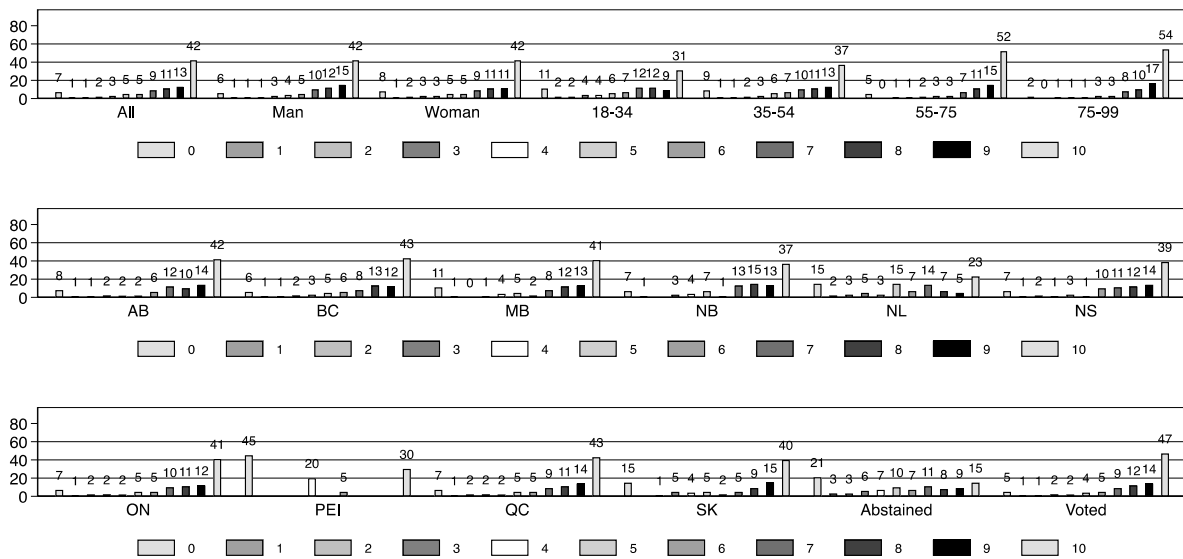 80
60
40
20
0
7 1 1 2 3 5 5 9 11 13 42
6 1 1 1 3 4 5 10 12 15 42
8 1 2 3 3 5 5 9 11 11 42
11 2 2 4 4 6 7 12 12 9 31
9 1 1 2 3 6 7 10 11 13 37
5 0 1 1 2 3 3 7 11 15 52
2 0 1 1 1 3 3 8 10 17 54
All Man Woman 18-34 35-54 55-75 75-99
0 1 2 3 4 5 6 7 8 9 10
80
60
40
20
0
8 1 1 2 2 2 6 12 10 14 42
6 1 1 2 3 5 6 8 13 12 43
11 1 0 1 4 5 2 8 12 13 41
7 1 3 4 7 1 13 15 13 37
15 2 3 5 3 15 7 14 7 5 23
7 1 2 1 3 1 10 11 12 14 39
AB BC MB NB NL NS
0 1 2 3 4 5 6 7 8 9 10
80
60
40
20
0
7 1 2 2 2 5 5 10 11 12 41
45 20 5 30
7 1 2 2 2 5 5 9 11 14 43
15 1 5 4 5 2 5 9 15 40
21 3 3 6 7 10 7 11 8 9 15
5 1 1 2 2 4 5 9 12 14 47
ON PEI QC SK Abstained Voted
0 1 2 3 4 5 6 7 8 9 10